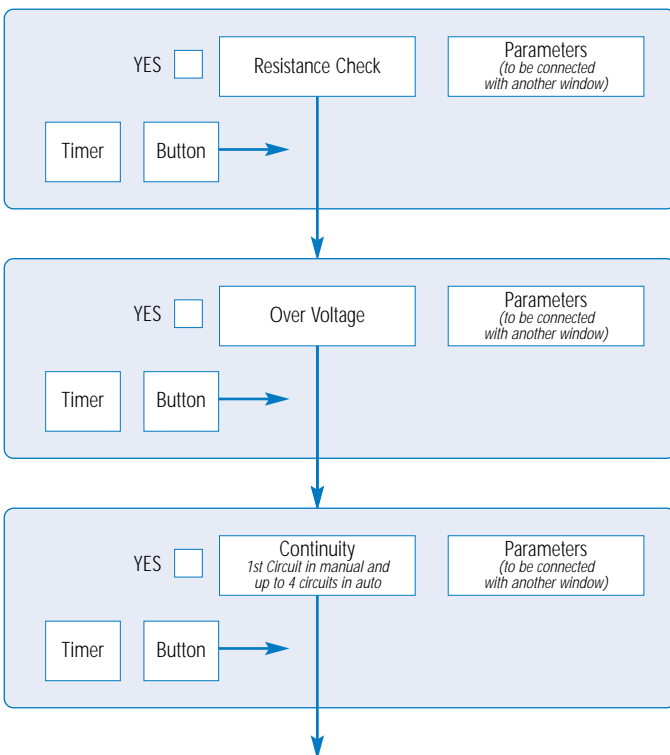 YES
Resistance Check
Parameters
(to be connected
with another window)
Timer
Button
YES
Over Voltage
Parameters
(to be connected
with another window)
Timer
Button
YES
Continuity
1st Circuit in manual and
up to 4 circuits in auto
Parameters
(to be connected
with another window)
Timer
Button